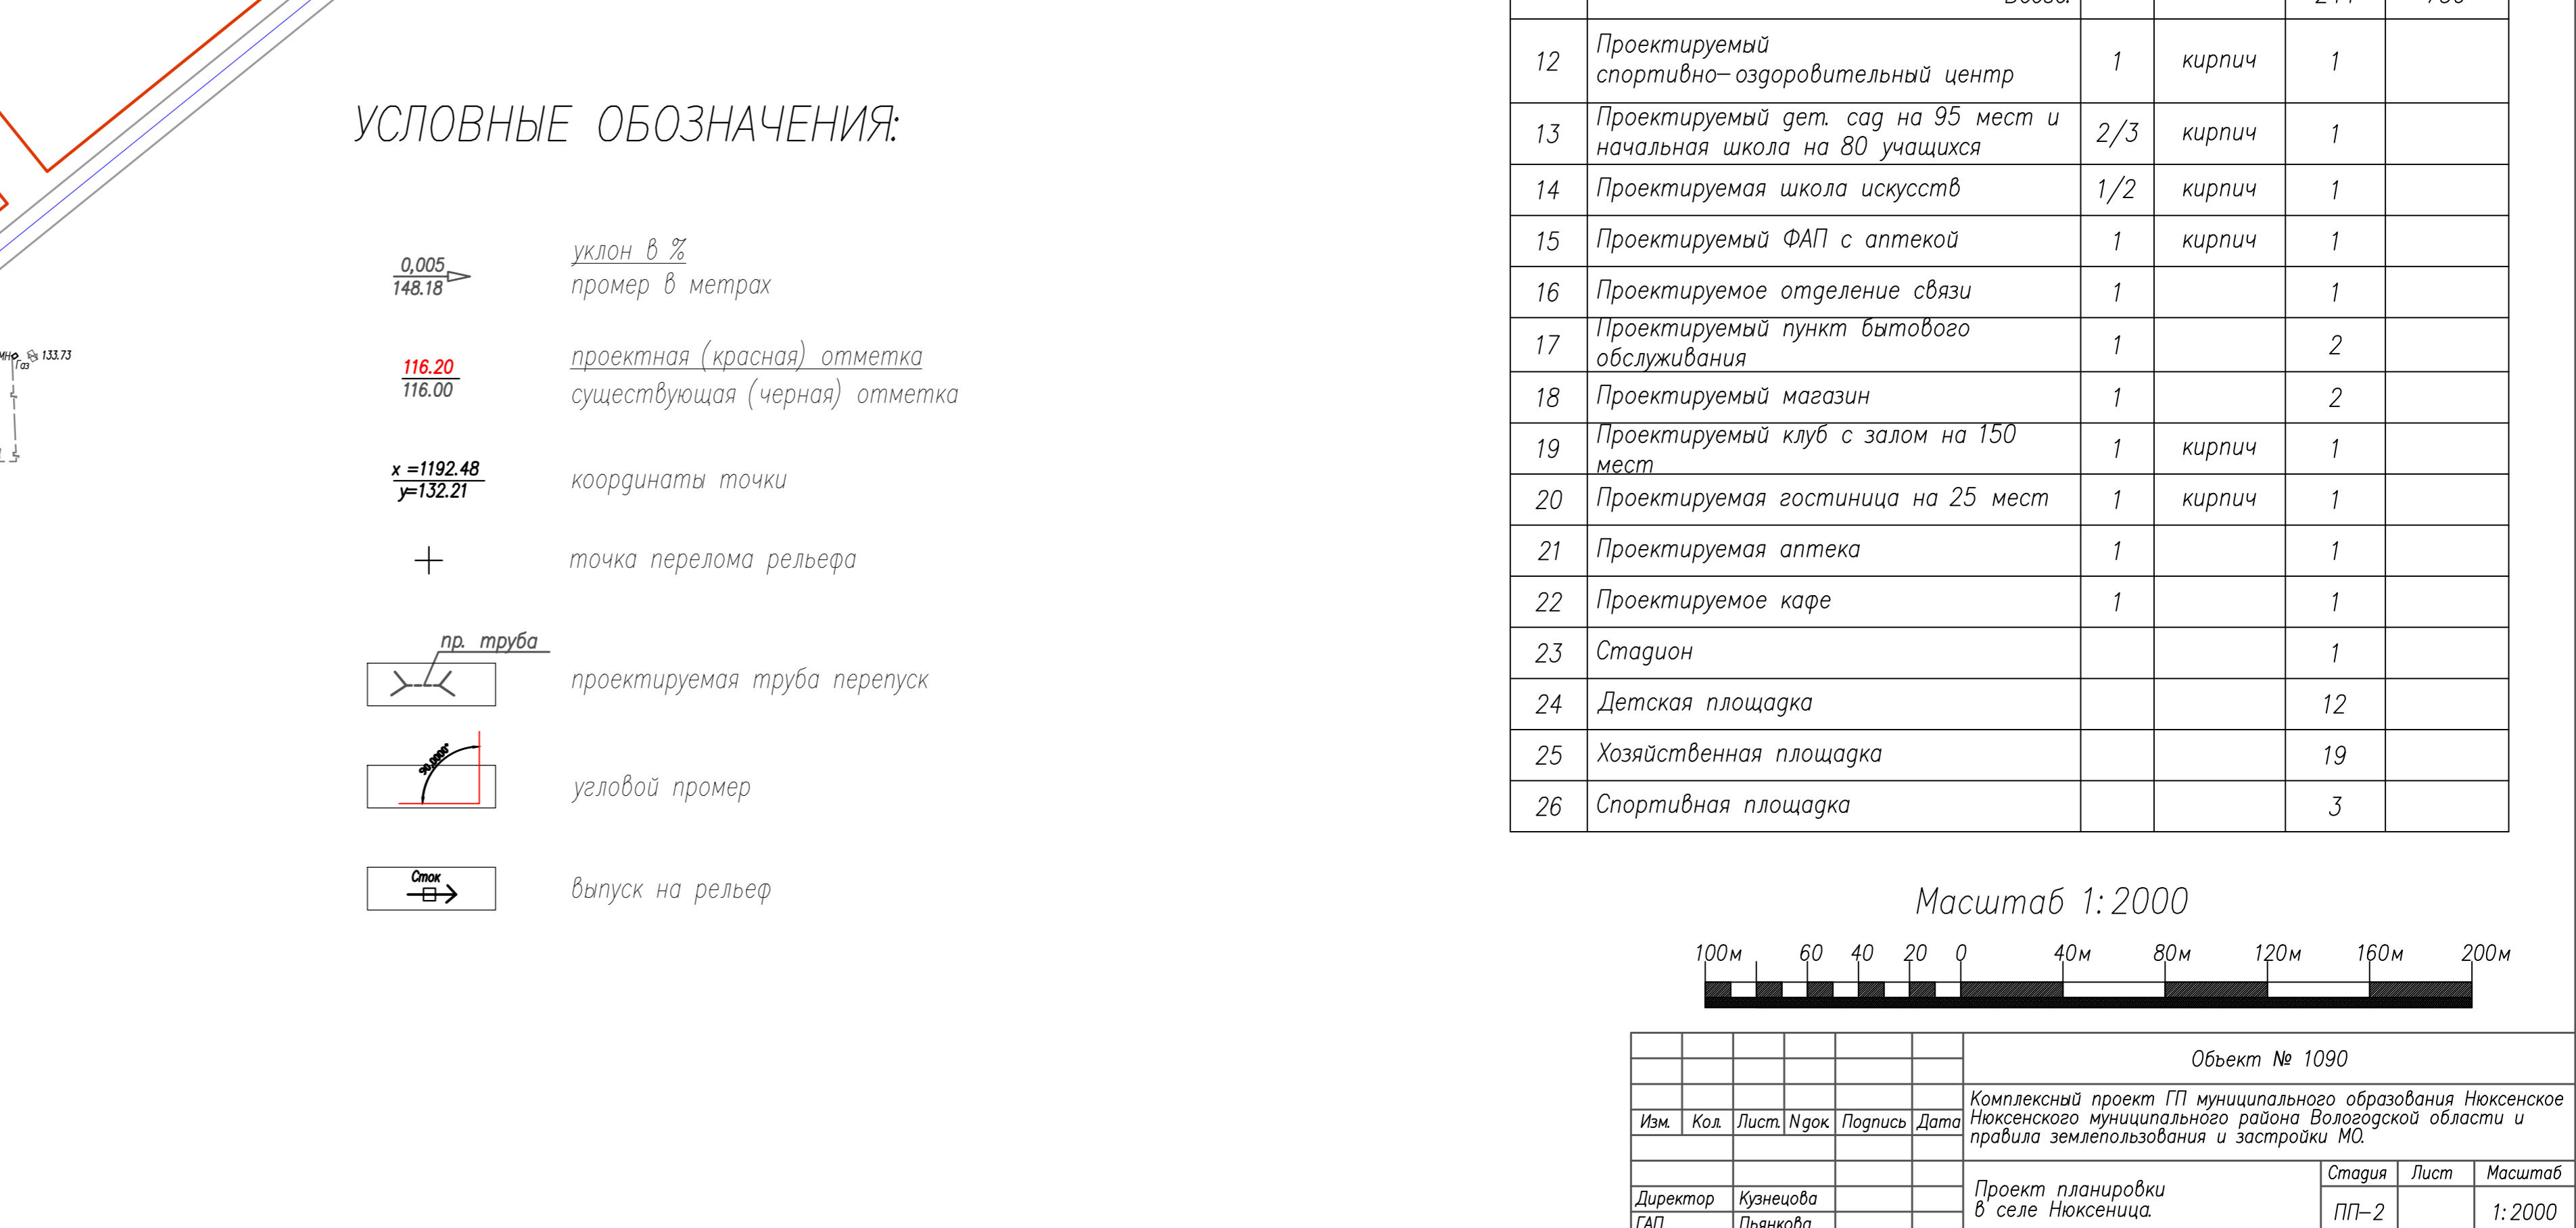 УСЛОВНЫЕ ОБОЗНАЧЕНИЯ:
0,005
148.18
уклон в %
промер в метрах
116.20
116.00
проектная (красная) отметка
существующая (черная) отметка
x =1192.48
y=132.21
координаты точки
точка перелома рельефа
пр. труба
проектируемая труба перепуск
90,0000°
угловой промер
Сток
выпуск на рельеф
Газ
133.73
12 Проектируемый
спортивно-оздоровительный центр 1 кирпич 1
13 Проектируемый дет. сад на 95 мест и
начальная школа на 80 учащихся 2/3 кирпич 1
14 Проектируемая школа искусств 1/2 кирпич 1
15 Проектируемый ФАП с аптекой 1 кирпич 1
16 Проектируемое отделение связи 1 1
17 Проектируемый пункт бытового
обслуживания 1 2
18 Проектируемый магазин 1 2
19 Проектируемый клуб с залом на 150
мест 1 кирпич 1
20 Проектируемая гостиница на 25 мест 1 кирпич 1
21 Проектируемая аптека 1 1
22 Проектируемое кафе 1 1
23 Стадион 1
24 Детская площадка 12
25 Хозяйственная площадка 19
26 Спортивная площадка 3
Масштаб 1:2000
100м 60 40 20 0 40м 80м 120м 160м 200м
Объект № 1090
Комплексный проект ГП муниципального образования Нюксенское
Нюксенского муниципального района Вологодской области и
правила землепользования и застройки МО.
Изм. Кол. Лист. Nдок. Подпись Дата
Проект планировки
в селе Нюксеница.
Стадия Лист Масштаб
ПП-2 1:2000
Директор Кузнецова
ГАП Пьянкова